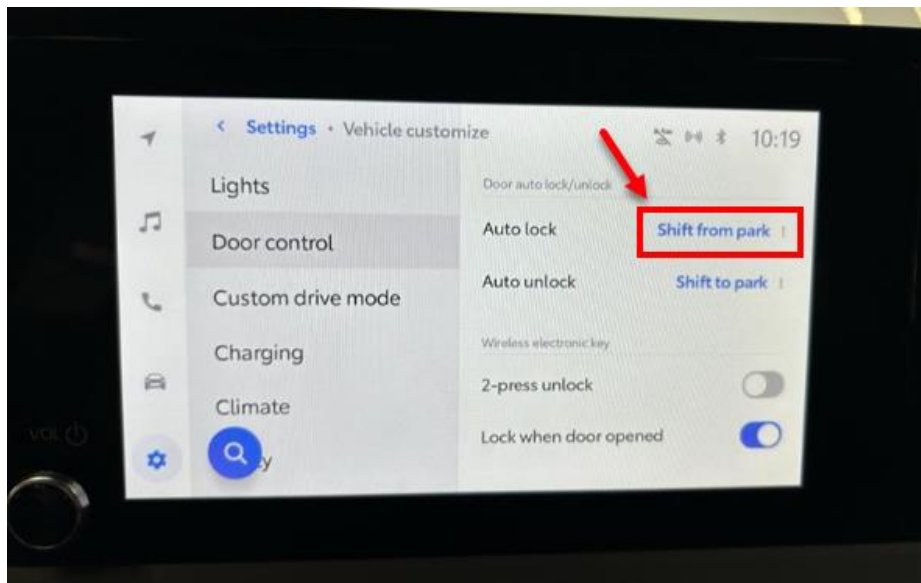 Settings • Vehicle customize
10:19
Lights
Door control
Custom drive mode
Charging
Climate
Door auto lock/unlock
Auto lock Shift from park
Auto unlock Shift to park
Wireless electronic key
2-press unlock
Lock when door opened
VOL